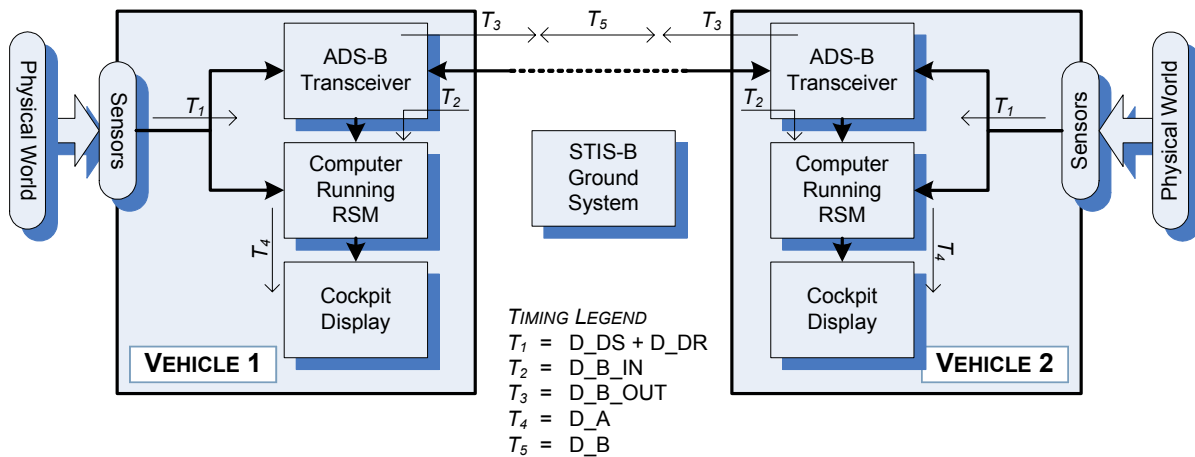 T3
T5
T3
Physical World
Sensors
T1
ADS-B
Transceiver
T2
Computer
Running
RSM
T4
Cockpit
Display
VEHICLE 1
STIS-B
Ground
System
TIMING LEGEND
T1 = D_DS + D_DR
T2 = D_B_IN
T3 = D_B_OUT
T4 = D_A
T5 = D_B
ADS-B
Transceiver
T2
T1
Computer
Running
RSM
T4
Cockpit
Display
VEHICLE 2
Sensors
Physical World